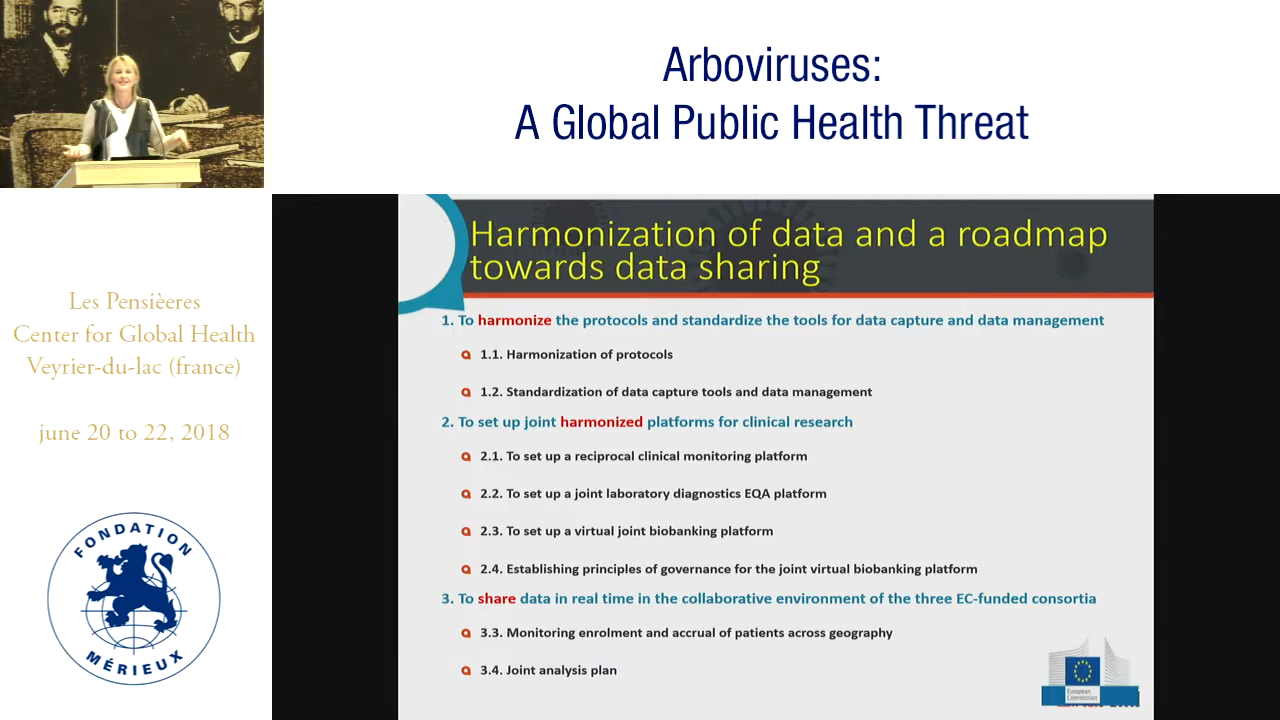 Arboviruses:
A Global Public Health Threat
Les Pensièeres
Center for Global Health
Veyrier-du-lac (france)
june 20 to 22, 2018
FONDATION
MÉRIEUX
Harmonization of data and a roadmap
towards data sharing
1. To harmonize the protocols and standardize the tools for data capture and data management
1.1. Harmonization of protocols
1.2. Standardization of data capture tools and data management
2. To set up joint harmonized platforms for clinical research
2.1. To set up a reciprocal clinical monitoring platform
2.2. To set up a joint laboratory diagnostics EQA platform
2.3. To set up a virtual joint biobanking platform
2.4. Establishing principles of governance for the joint virtual biobanking platform
3. To share data in real time in the collaborative environment of the three EC-funded consortia
3.3. Monitoring enrolment and accrual of patients across geography
3.4. Joint analysis plan
European
Commission